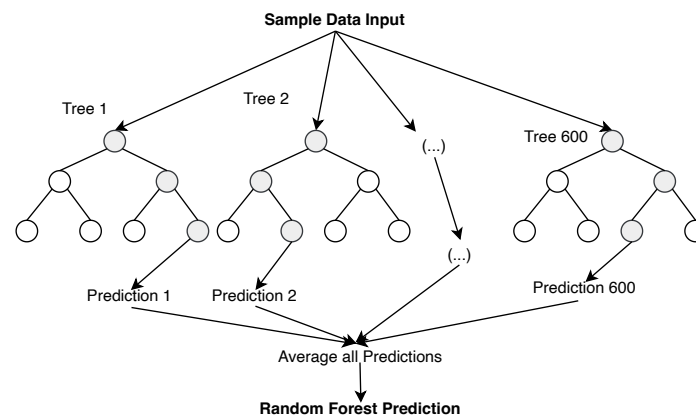 Sample Data Input
Tree 1
Tree 2
Tree 600
(...)
(...)
Prediction 1
Prediction 2
Prediction 600
Average all Predictions
Random Forest Prediction